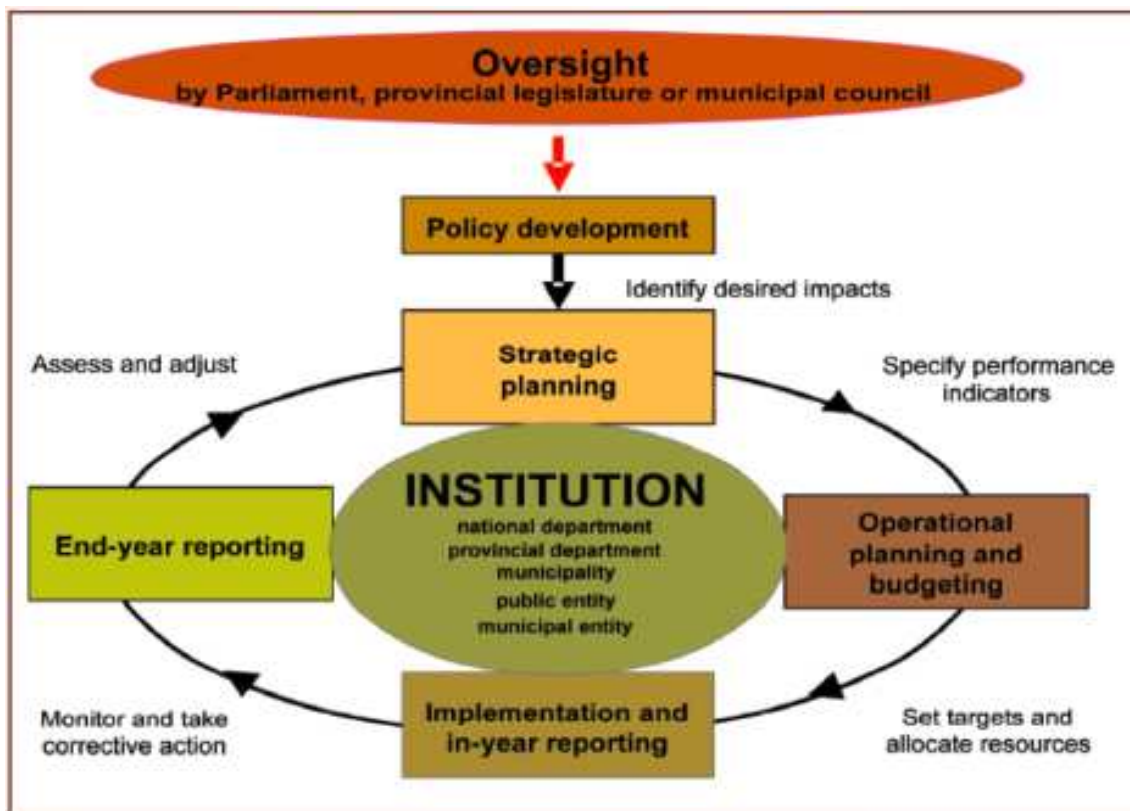 Oversight
by Parliament, provincial legislature or municipal council
Policy development
Identify desired impacts
Strategic
planning
Assess and adjust
Specify performance
indicators
INSTITUTION
national department
provincial department
municipality
public entity
municipal entity
End-year reporting
Operational
planning and
budgeting
Implementation and
in-year reporting
Monitor and take
corrective action
Set targets and
allocate resources